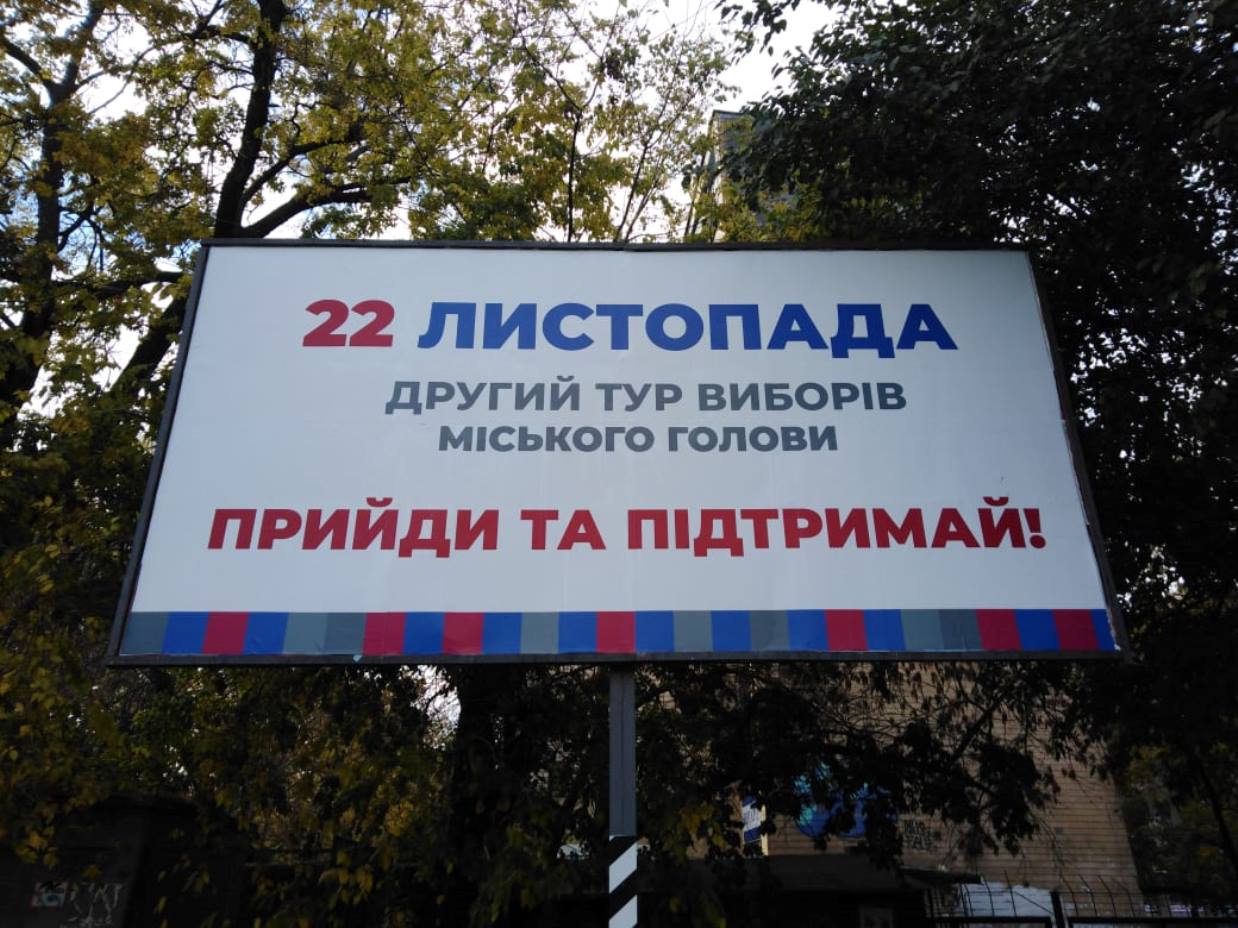 22 ЛИСТОПАДА
ДРУГИЙ ТУР ВИБОРІВ
МІСЬКОГО ГОЛОВИ
ПРИЙДИ ТА ПІДТРИМАЙ!